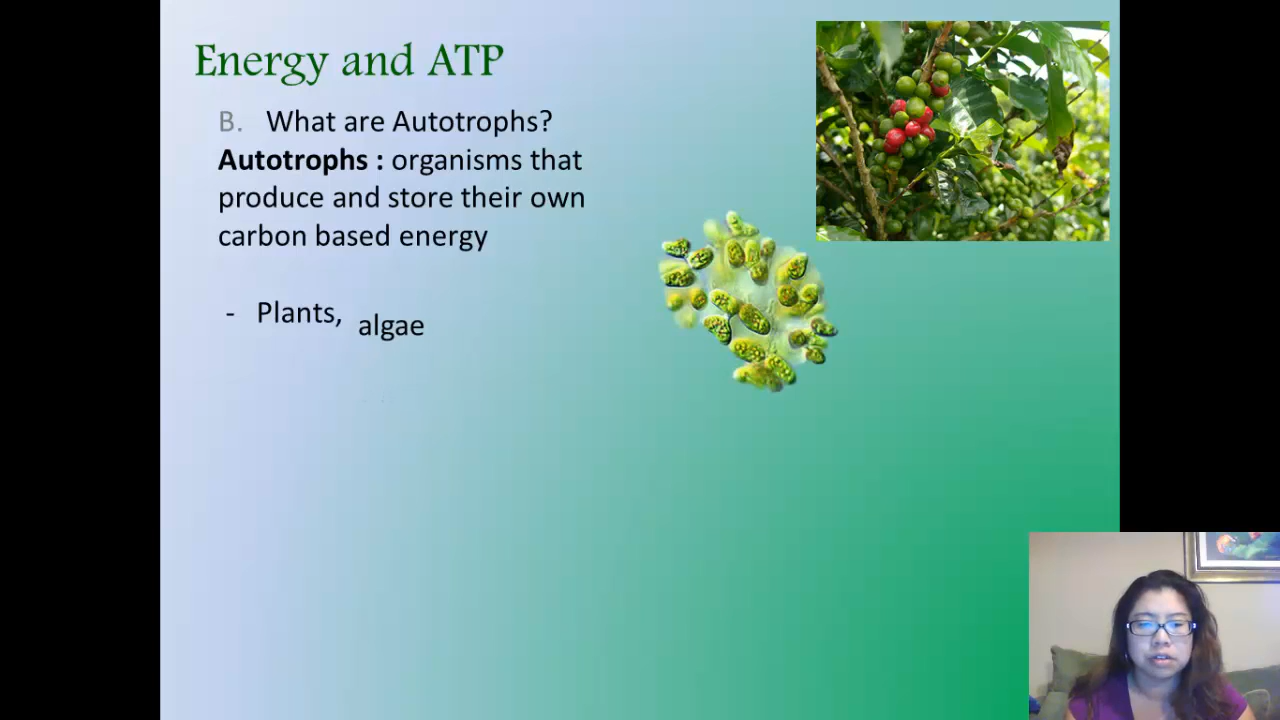 Energy and ATP
B. What are Autotrophs?
Autotrophs : organisms that
produce and store their own
carbon based energy
- Plants, algae